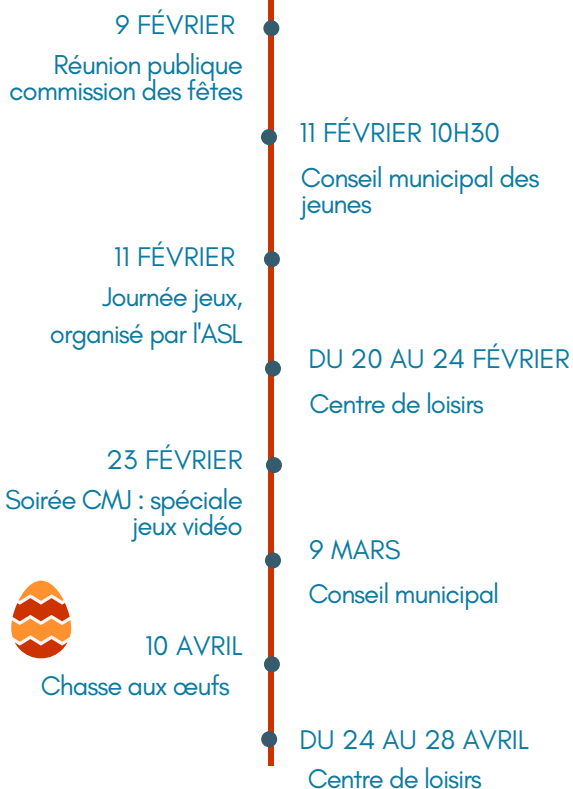 9 FÉVRIER
Réunion publique
commission des fêtes
11 FÉVRIER 10H30
Conseil municipal des
jeunes
11 FÉVRIER
Journée jeux,
organisé par l'ASL
DU 20 AU 24 FÉVRIER
Centre de loisirs
23 FÉVRIER
Soirée CMJ : spéciale
jeux vidéo
9 MARS
Conseil municipal
10 AVRIL
Chasse aux œufs
DU 24 AU 28 AVRIL
Centre de loisirs